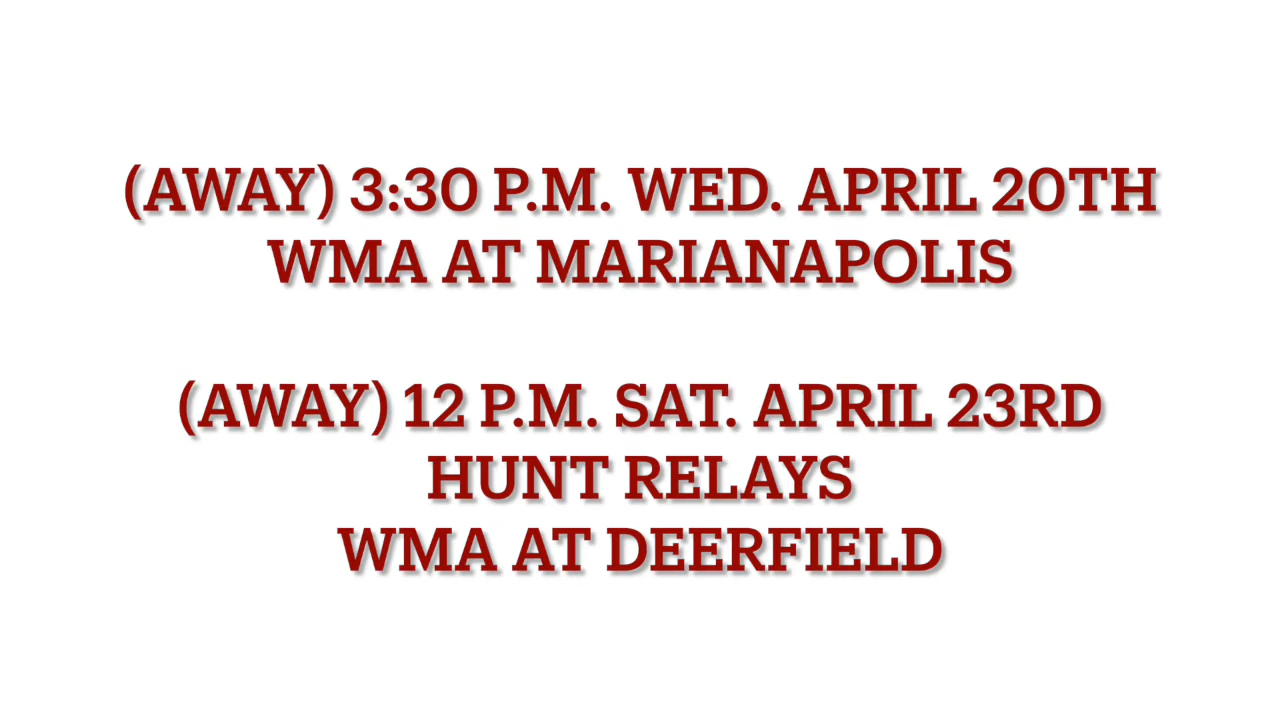 (AWAY) 3:30 P.M. WED. APRIL 20TH
WMA AT MARIANAPOLIS
(AWAY) 12 P.M. SAT. APRIL 23RD
HUNT RELAYS
WMA AT DEERFIELD